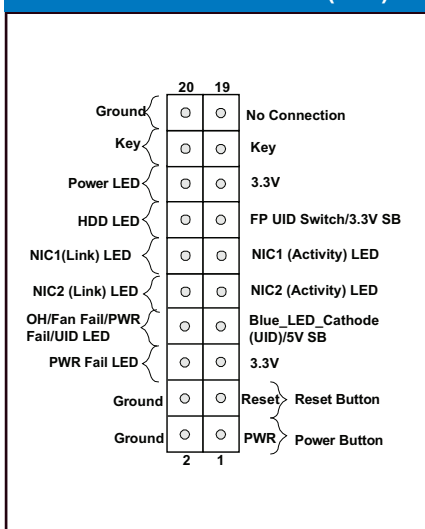 20 19
Ground No Connection
Key Key
Power LED 3.3V
HDD LED FP UID Switch/3.3V SB
NIC1(Link) LED NIC1 (Activity) LED
NIC2 (Link) LED NIC2 (Activity) LED
OH/Fan Fail/PWR Blue_LED_Cathode
Fail/UID LED (UID)/5V SB
PWR Fail LED 3.3V
Ground Reset Reset Button
Ground PWR Power Button
2 1